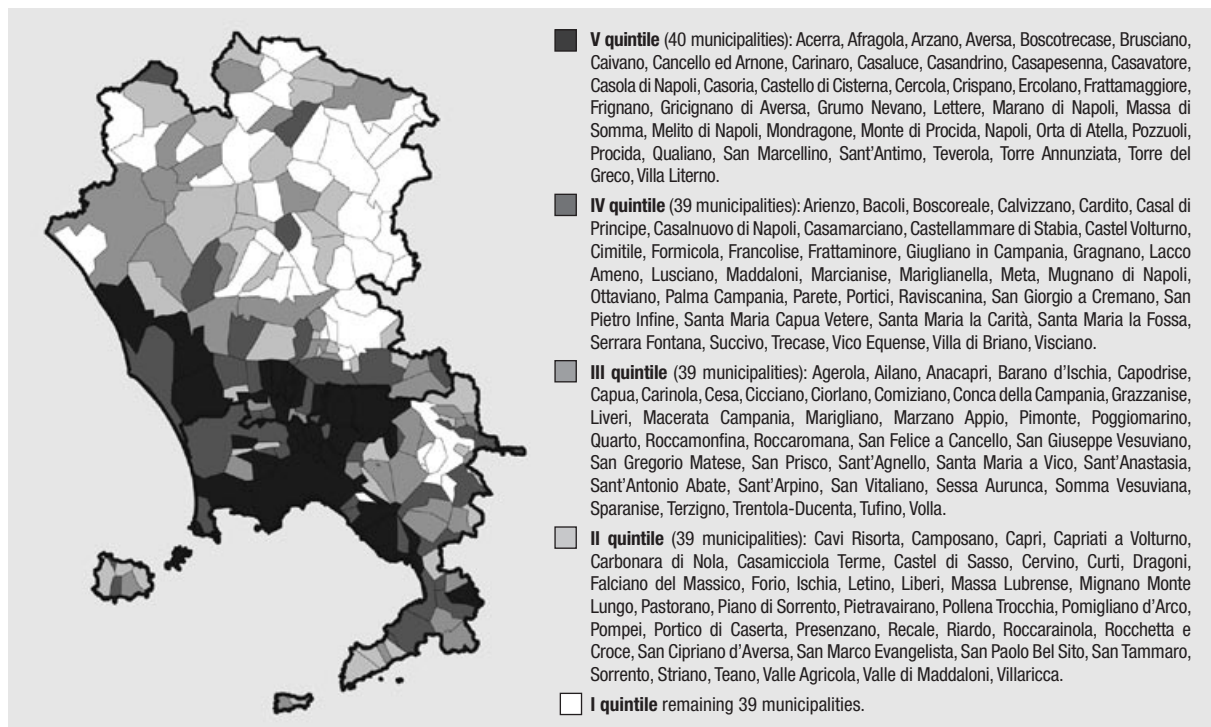 V quintile (40 municipalities): Acerra, Afragola, Arzano, Aversa, Boscotrecase, Brusciano,
Caivano, Cancello ed Arnone, Carinaro, Casaluce, Casandrino, Casapesenna, Casavatore,
Casola di Napoli, Casoria, Castello di Cisterna, Cercola, Crispano, Ercolano, Frattamaggiore,
Frignano, Gricignano di Aversa, Grumo Nevano, Lettere, Marano di Napoli, Massa di
Somma, Melito di Napoli, Mondragone, Monte di Procida, Napoli, Orta di Atella, Pozzuoli,
Procida, Qualiano, San Marcellino, Sant'Antimo, Teverola, Torre Annunziata, Torre del
Greco, Villa Literno.
IV quintile (39 municipalities): Arienzo, Bacoli, Boscoreale, Calvizzano, Cardito, Casal di
Principe, Casalnuovo di Napoli, Casamarciano, Castellammare di Stabia, Castel Volturno,
Cimitile, Formicola, Francolise, Frattaminore, Giugliano in Campania, Gragnano, Lacco
Ameno, Lusciano, Maddaloni, Marcianise, Mariglianella, Meta, Mugnano di Napoli,
Ottaviano, Palma Campania, Parete, Portici, Raviscanina, San Giorgio a Cremano, San
Pietro Infine, Santa Maria Capua Vetere, Santa Maria la Carità, Santa Maria la Fossa,
Serrara Fontana, Succivo, Trecase, Vico Equense, Villa di Briano, Visciano.
III quintile (39 municipalities): Agerola, Ailano, Anacapri, Barano d'Ischia, Capodrise,
Capua, Carinola, Cesa, Cicciano, Ciorlano, Comiziano, Conca della Campania, Grazzanise,
Liveri, Macerata Campania, Marigliano, Marzano Appio, Pimonte, Poggiomarino,
Quarto, Roccamonfina, Roccaromana, San Felice a Cancello, San Giuseppe Vesuviano,
San Gregorio Matese, San Prisco, Sant'Agnello, Santa Maria a Vico, Sant'Anastasia,
Sant'Antonio Abate, Sant'Arpino, San Vitaliano, Sessa Aurunca, Somma Vesuviana,
Sparanise, Terzigno, Trentola-Ducenta, Tufino, Volla.
II quintile (39 municipalities): Cavi Risorta, Camposano, Capri, Capriati a Volturno,
Carbonara di Nola, Casamicciola Terme, Castel di Sasso, Cervino, Curti, Dragoni,
Falciano del Massico, Forio, Ischia, Letino, Liberi, Massa Lubrense, Mignano Monte
Lungo, Pastorano, Piano di Sorrento, Pietravairano, Pollena Trocchia, Pomigliano d'Arco,
Pompei, Portico di Caserta, Presenzano, Recale, Riardo, Roccarainola, Rocchetta e
Croce, San Cipriano d'Aversa, San Marco Evangelista, San Paolo Bel Sito, San Tammaro,
Sorrento, Striano, Teano, Valle Agricola, Valle di Maddaloni, Villaricca.
I quintile remaining 39 municipalities.